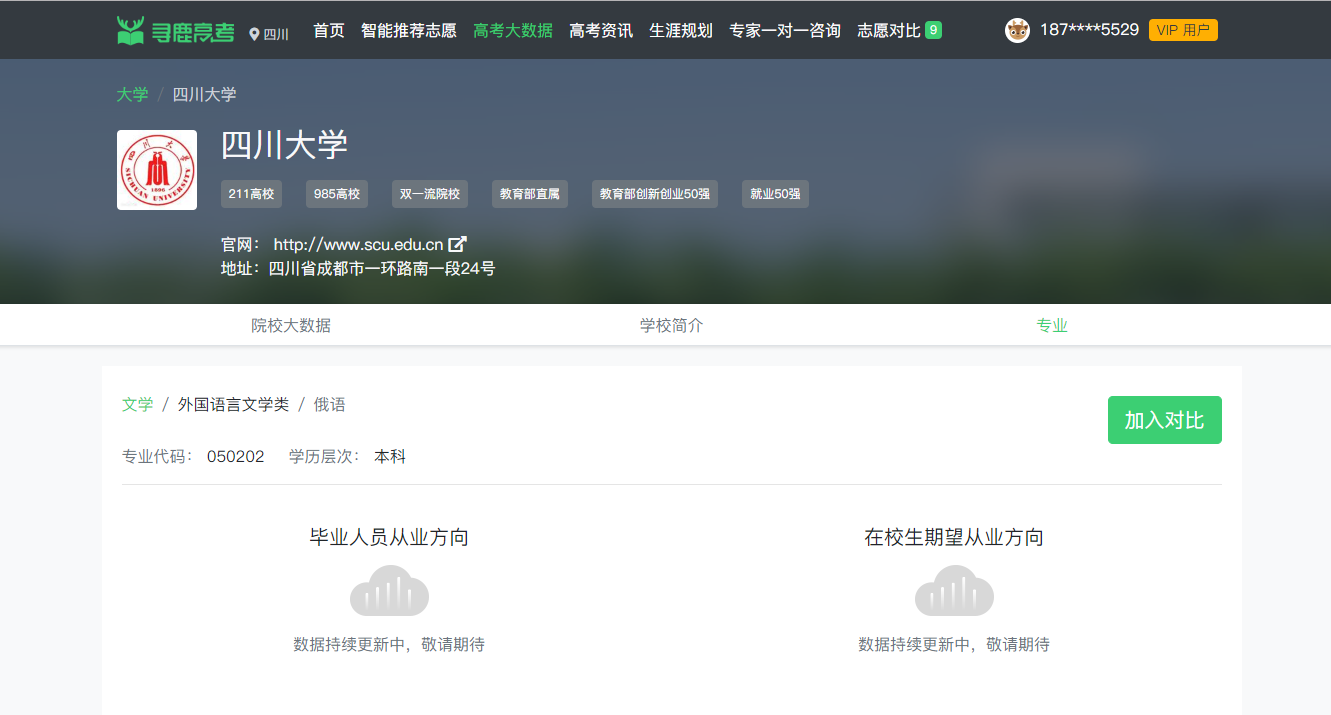 寻鹿高考 四川 首页 智能推荐志愿 高考大数据 高考资讯 生涯规划 专家一对一咨询 志愿对比 9 187****5529 VIP 用户
大学 / 四川大学
四川大学
四川大学
SICHUAN UNIVERSITY
1896
211高校 985高校 双一流院校 教育部直属 教育部创新创业50强 就业50强
官网： http://www.scu.edu.cn
地址：四川省成都市一环路南一段24号
院校大数据 学校简介 专业
文学 / 外国语言文学类 / 俄语
加入对比
专业代码： 050202 学历层次： 本科
毕业人员从业方向 在校生期望从业方向
数据持续更新中，敬请期待 数据持续更新中，敬请期待